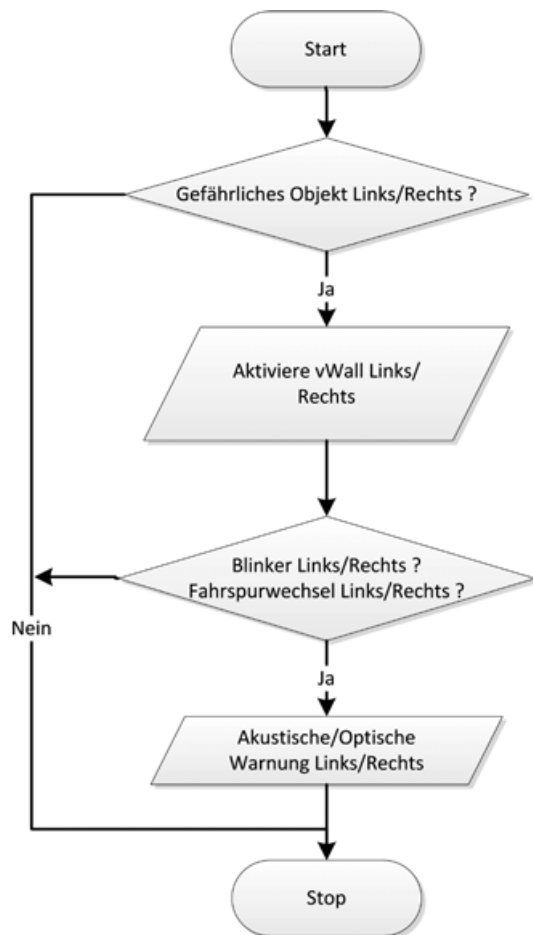 Start
Gefährliches Objekt Links/Rechts ?
Ja
Aktiviere vWall Links/
Rechts
Blinker Links/Rechts ?
Fahrspurwechsel Links/Rechts ?
Nein
Ja
Akustische/Optische
Warnung Links/Rechts
Stop